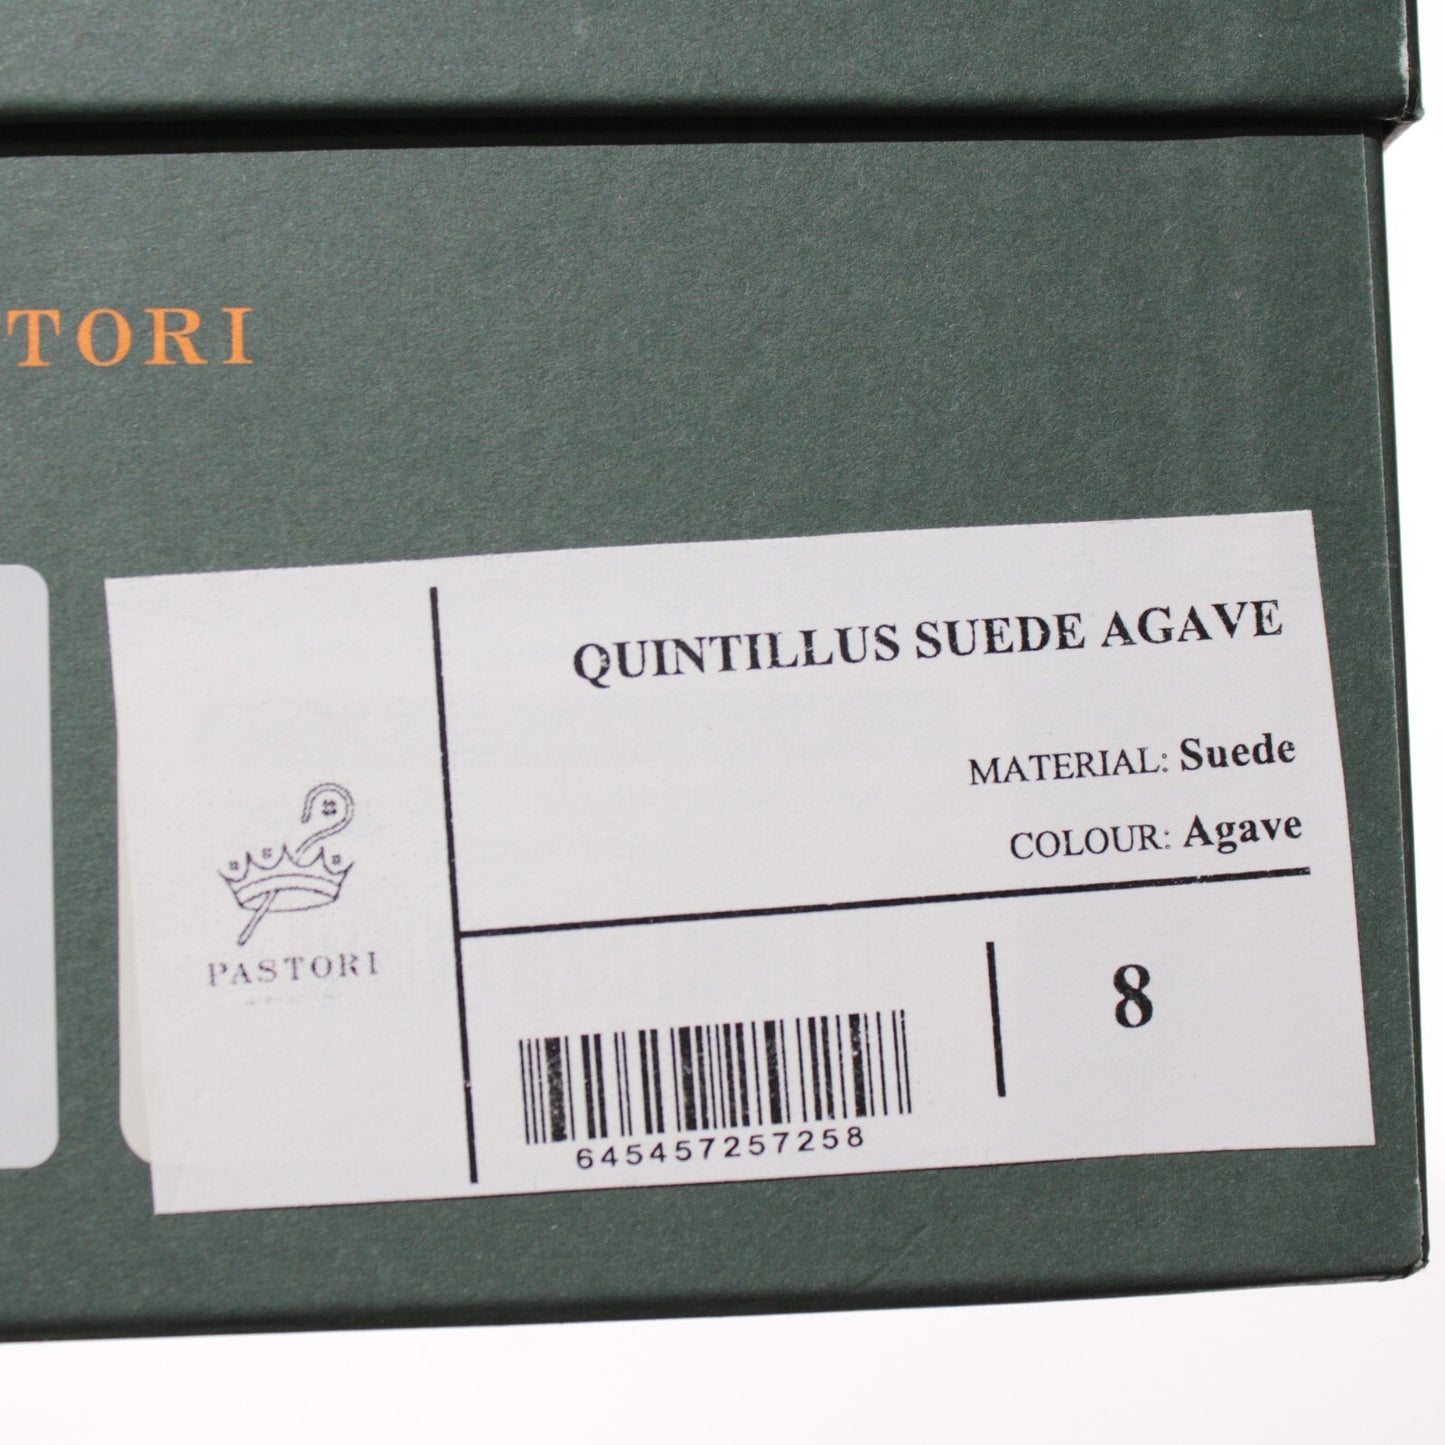 TORI
QUINTILLUS SUEDE AGAVE
MATERIAL: Suede
COLOUR: Agave
PASTORI
8
645457257258